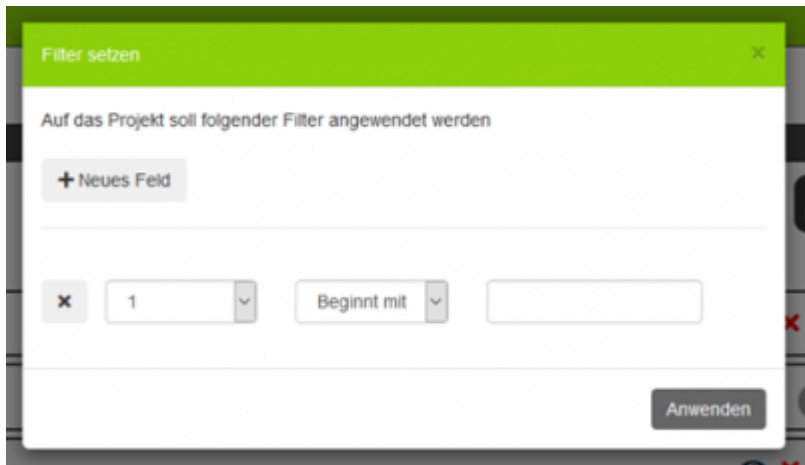 Filter setzen
Auf das Projekt soll folgender Filter angewendet werden
Neues Feld
1 Beginnt mit
Anwenden